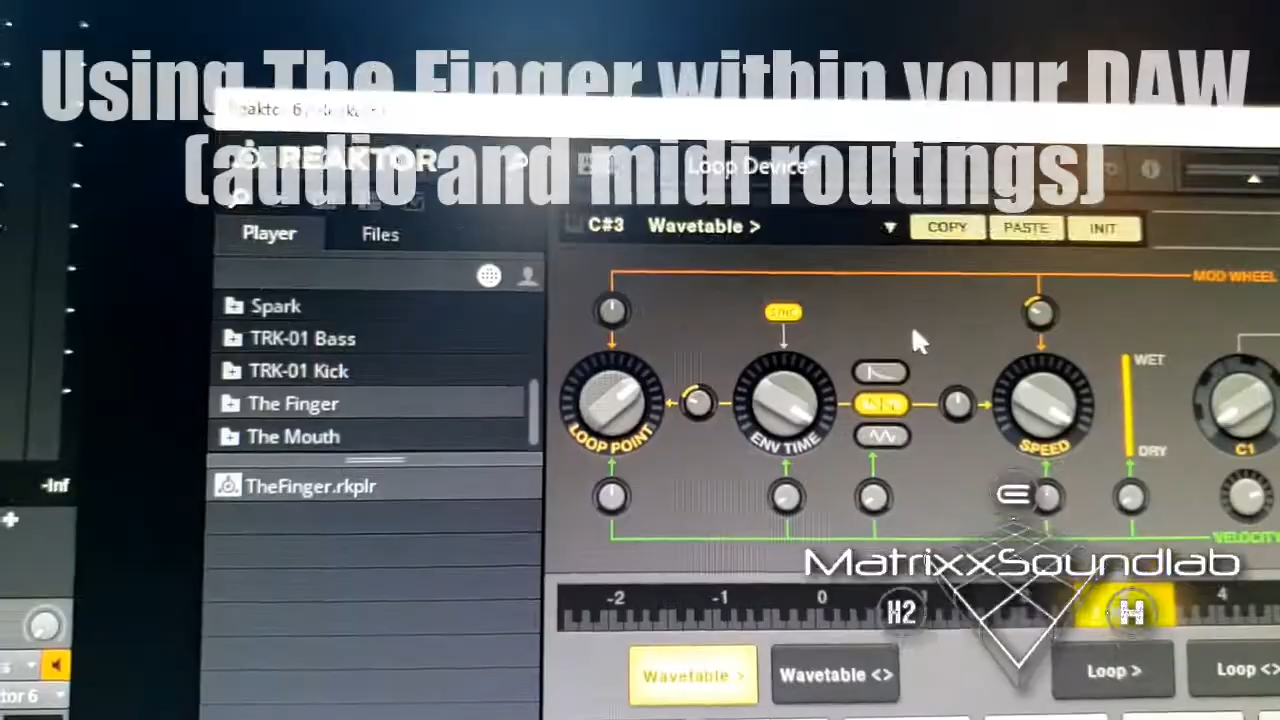 Using The Finger within your DAW
(audio and midi routings)
REAKTOR
Loop Device*
Player
Files
C#3
Wavetable >
COPY
PASTE
INIT
MOD WHEEL
Spark
TRK-01 Bass
TRK-01 Kick
The Finger
The Mouth
TheFinger.rkplr
SYNC
WET
LOOP POINT
ENV TIME
SPEED
DRY
C1
VELOCITY
-Inf
MatrixxSoundlab
-2
-1
0
4
H2
H
Wavetable >
Wavetable <>
Loop >
Loop <>
tor 6